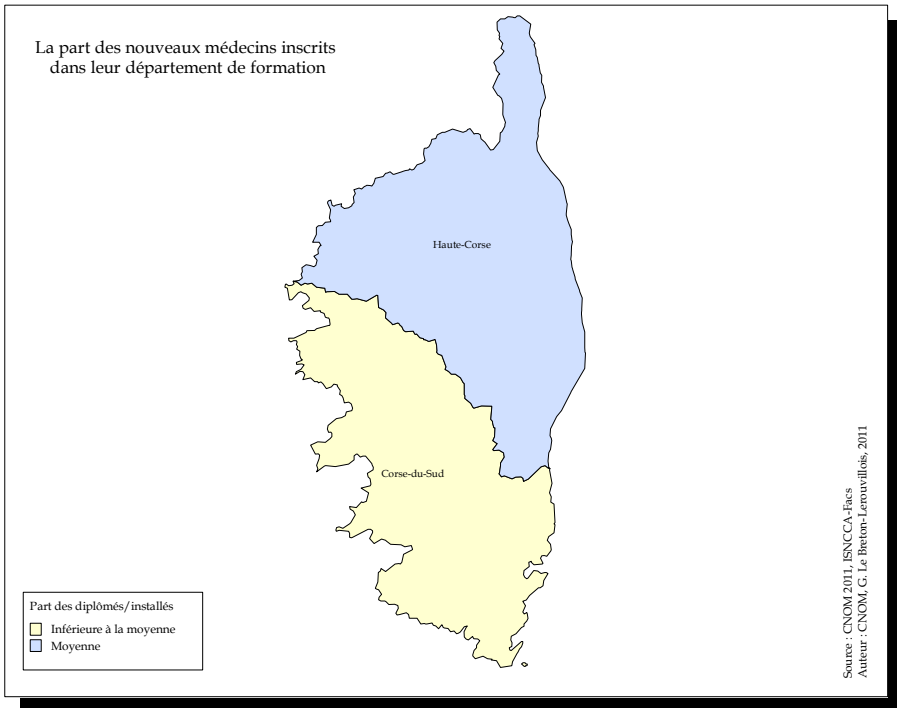 La part des nouveaux médecins inscrits
dans leur département de formation
Haute-Corse
Corse-du-Sud
Part des diplômés/installés
Inférieure à la moyenne
Moyenne
Source : CNOM 2011, ISNCCA-Facs
Auteur : CNOM, G. Le Breton-Lerouvillois, 2011